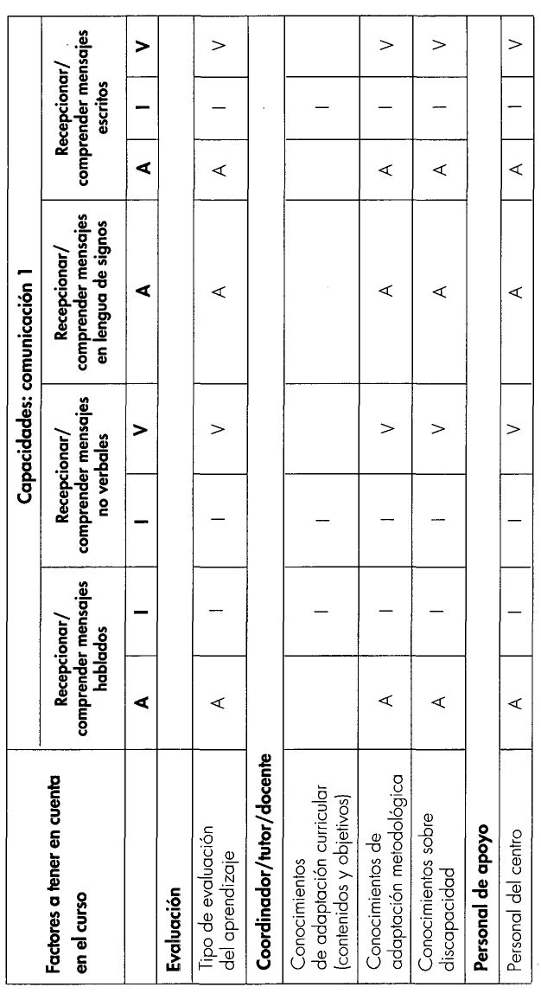 Capacidades: comunicación 1
Factores a tener en cuenta
en el curso
Recepcionar/
comprender mensajes
hablados
Recepcionar/
comprender mensajes
no verbales
Recepcionar/
comprender mensajes
en lengua de signos
Recepcionar/
comprender mensajes
escritos
A I I V A A I V
Evaluación
Tipo de evaluación
del aprendizaje
A I I V A A I V
Coordinador/tutor/docente
Conocimientos
de adaptación curricular
(contenidos y objetivos)
I I I
Conocimientos de
adaptación metodológica
A I I V A A I V
Conocimientos sobre
discapacidad
A I I V A A I V
Personal de apoyo
Personal del centro
A I I V A A I V